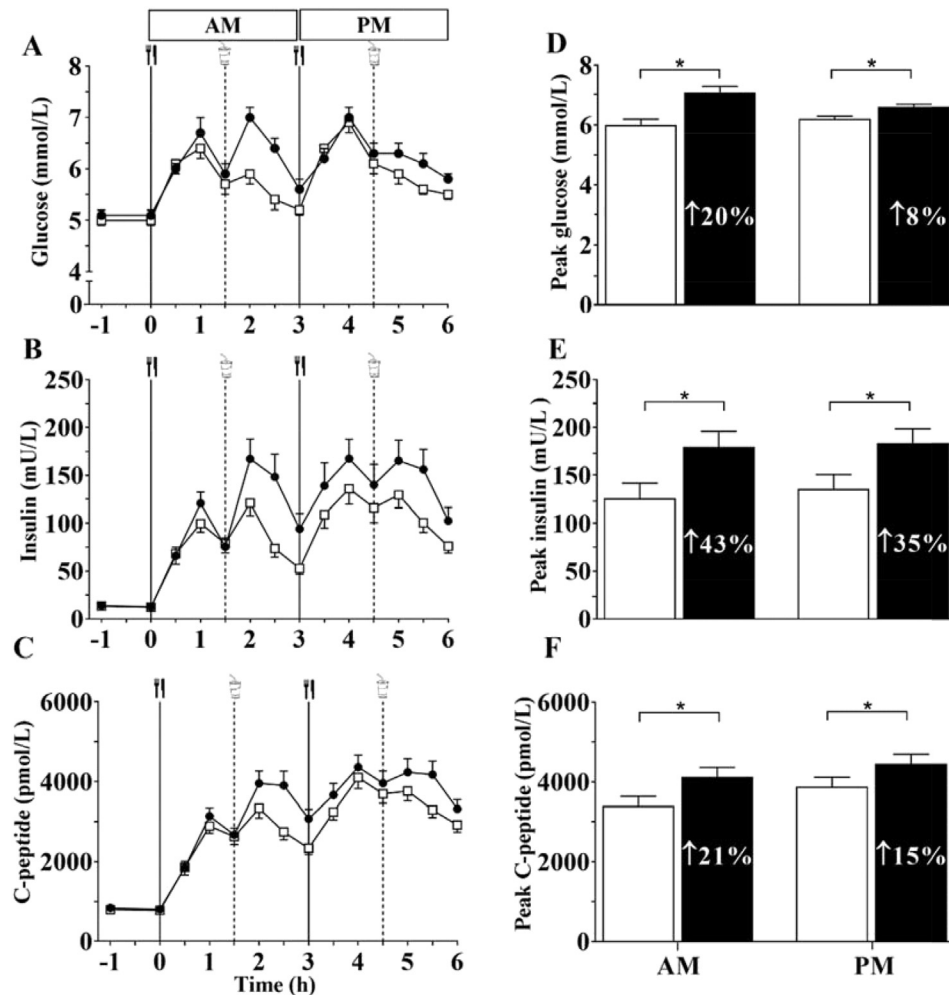 AM PM
A
Glucose (mmol/L)
8
7
6
5
4
0
-1 0 1 2 3 4 5 6
D
Peak glucose (mmol/L)
8
6
4
2
0
* *
↑20% ↑8%
B
Insulin (mU/L)
250
200
150
100
50
0
-1 0 1 2 3 4 5 6
E
Peak insulin (mU/L )
250
200
150
100
50
0
* *
↑43% ↑35%
C
C-peptide (pmol/L)
6000
4000
2000
0
-1 0 1 2 3 4 5 6
Time (h)
F
Peak C-peptide (pmol/L)
6000
4000
2000
0
* *
↑21% ↑15%
AM PM